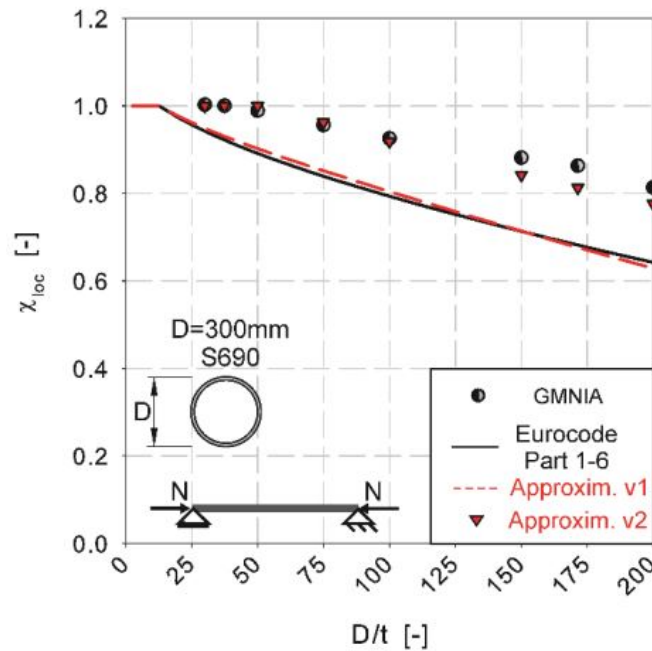 1.2
1.0
0.8
0.6
0.4
0.2
0.0
χloc [-]
D=300mm
S690
D
N
N
GMNIA
Eurocode
Part 1-6
Approxim. v1
Approxim. v2
0
25
50
75
100
125
150
175
200
D/t [-]